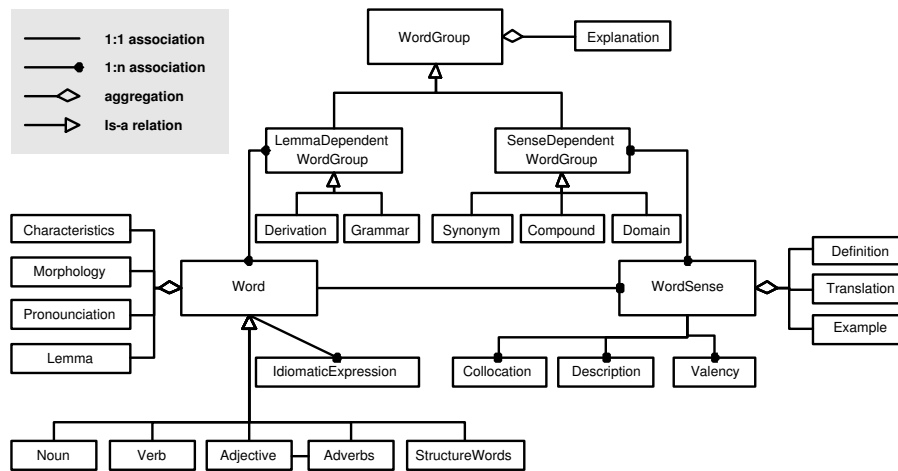 1:1 association
1:n association
aggregation
Is-a relation
WordGroup
Explanation
LemmaDependent
WordGroup
SenseDependent
WordGroup
Derivation
Grammar
Synonym
Compound
Domain
Characteristics
Morphology
Pronounciation
Lemma
Word
WordSense
Definition
Translation
Example
IdiomaticExpression
Collocation
Description
Valency
Noun
Verb
Adjective
Adverbs
StructureWords